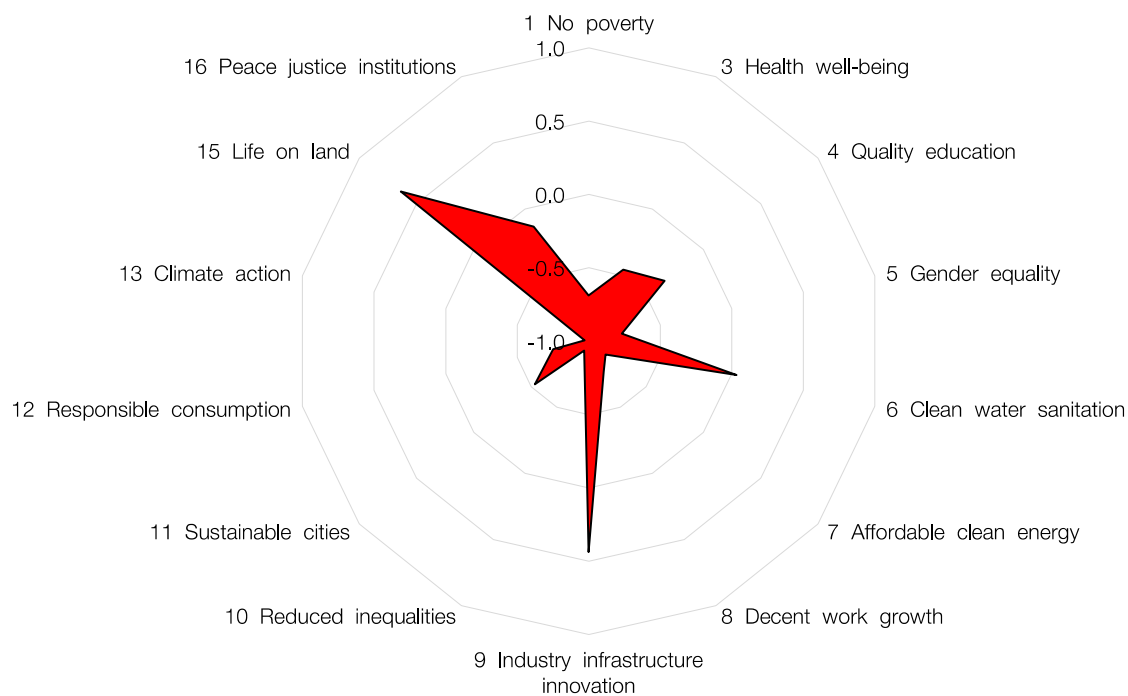 1 No poverty
1.0
16 Peace justice institutions
3 Health well-being
0.5
15 Life on land
4 Quality education
0.0
13 Climate action
-0.5
5 Gender equality
-1.0
12 Responsible consumption
6 Clean water sanitation
11 Sustainable cities
7 Affordable clean energy
10 Reduced inequalities
8 Decent work growth
9 Industry infrastructure
innovation